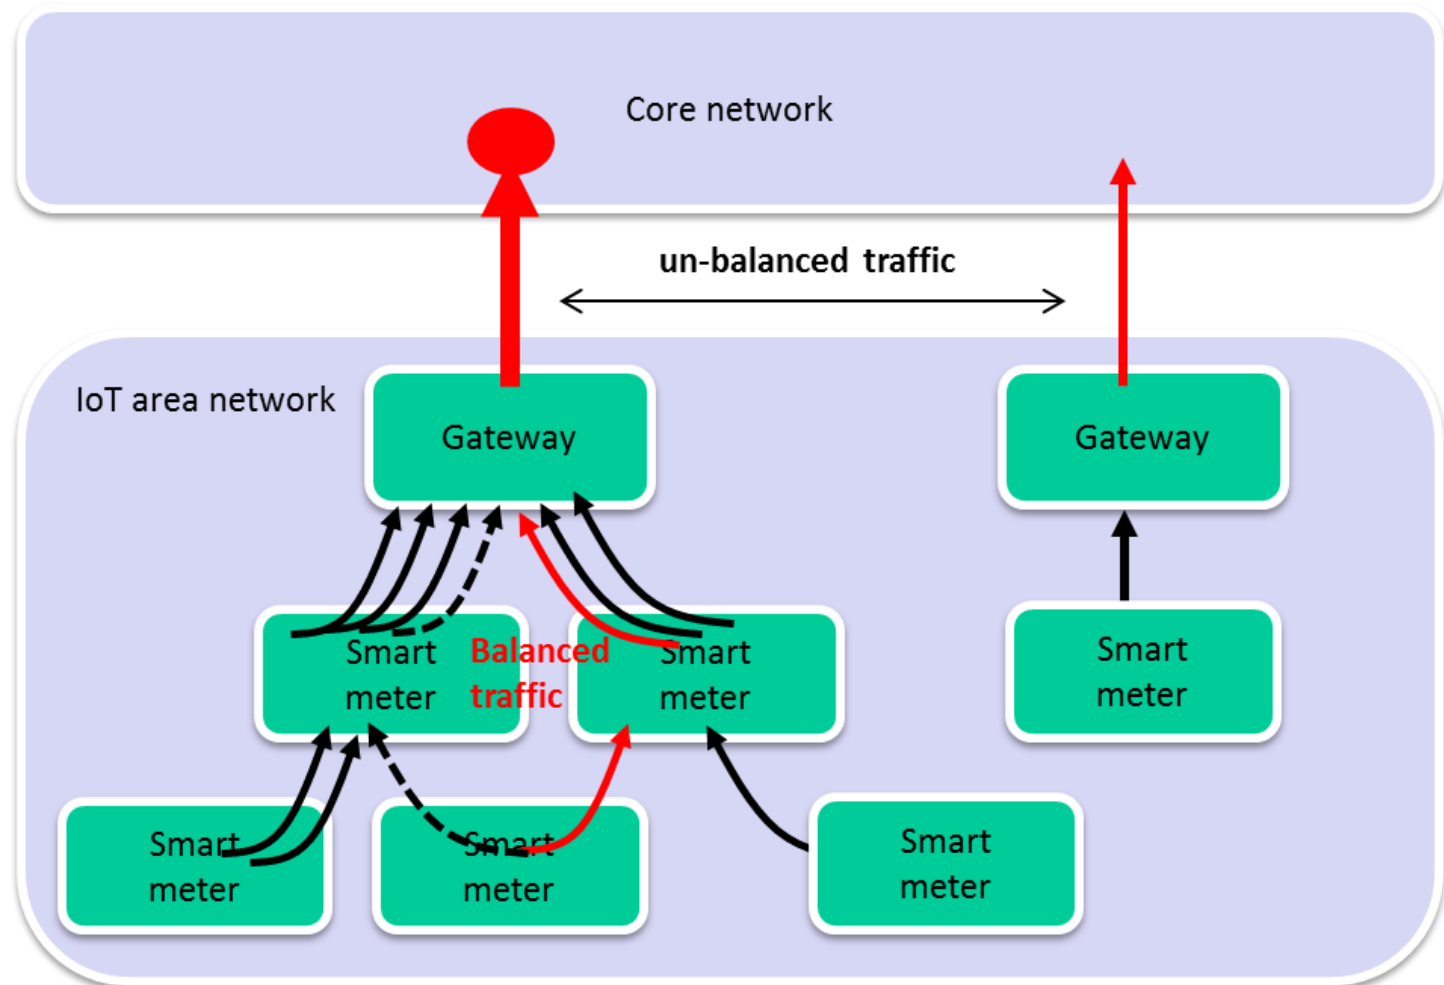 Core network
un-balanced traffic
IoT area network
Gateway
Gateway
Smart
meter
Balanced
traffic
Smart
meter
Smart
meter
Smart
meter
Smart
meter
Smart
meter